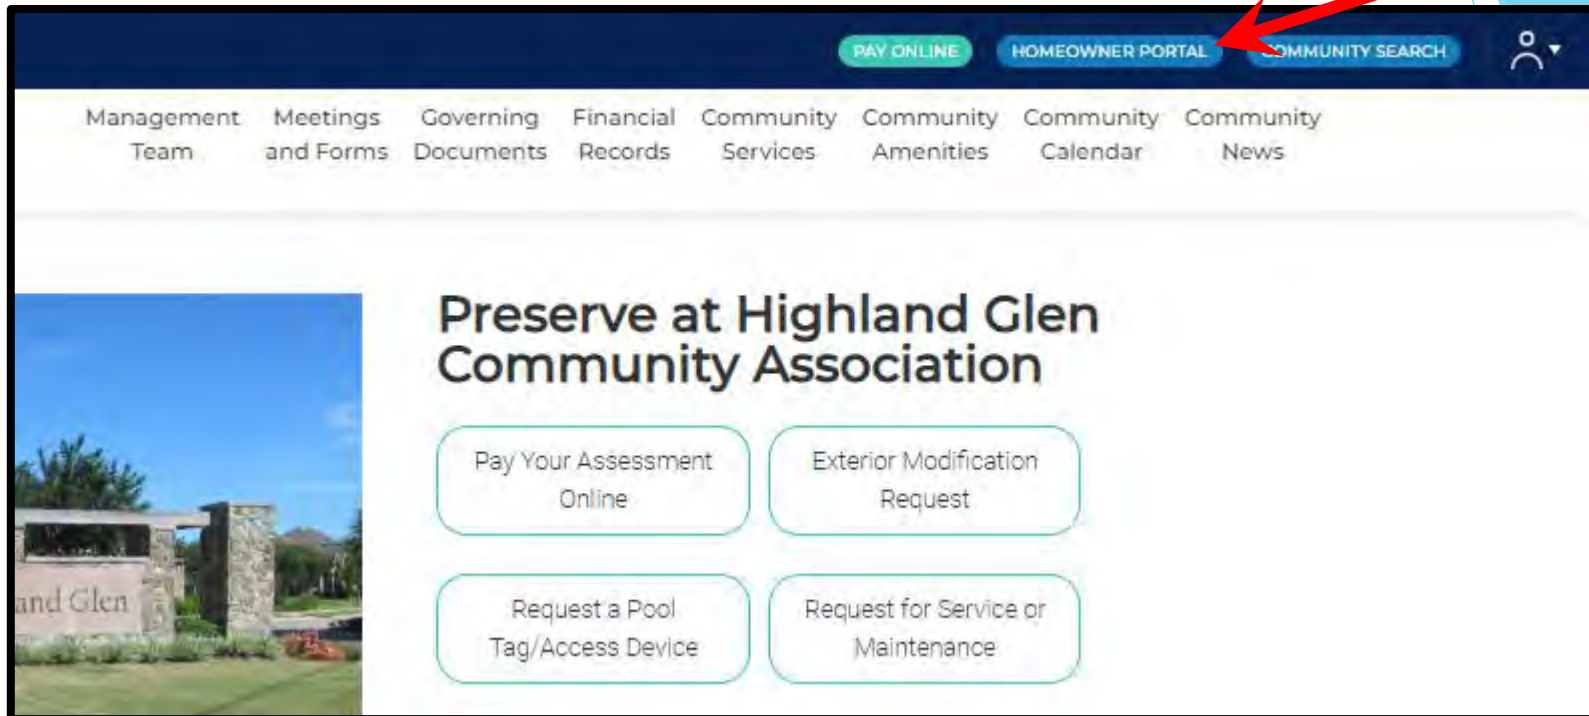 PAY ONLINE HOMEOWNER PORTAL COMMUNITY SEARCH
Management Meetings Governing Financial Community Community Community Community
Team and Forms Documents Records Services Amenities Calendar News
Preserve at Highland Glen
Community Association
Pay Your Assessment Exterior Modification
Online Request
and Glen
Request a Pool Request for Service or
Tag/Access Device Maintenance